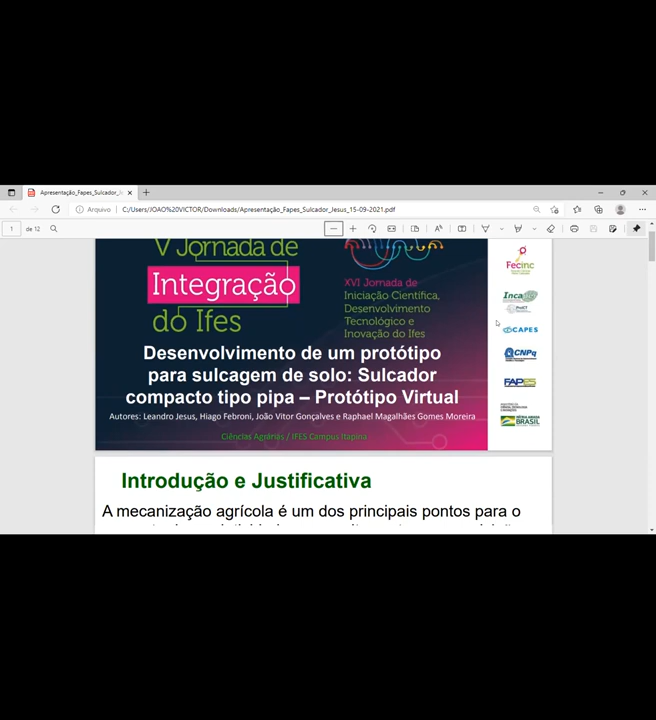 Apresentação_Fapes_Sulcador_Je
Arquivo
C:/Users/JOAO%20VICTOR/Downloads/Apresentação_Fapes_Sulcador_Jesus_15-09-2021.pdf
1 de 12
V Jornada de
Integração
do Ifes
XVI Jornada de
Iniciação Científica,
Desenvolvimento
Tecnológico e
Inovação do Ifes
Desenvolvimento de um protótipo
para sulcagem de solo: Sulcador
compacto tipo pipa – Protótipo Virtual
Autores: Leandro Jesus, Hiago Febroni, João Vitor Gonçalves e Raphael Magalhães Gomes Moreira
Ciências Agrárias / IFES Campus Itapina
Fecinc
CAPES
CNPq
FAPES
PÁTRIA AMADA
BRASIL
Introdução e Justificativa
A mecanização agrícola é um dos principais pontos para o